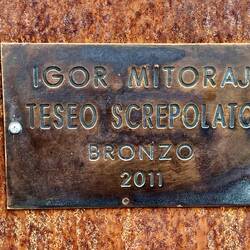 IGOR MITORAJ
TESEO SCREPOLATO
BRONZO
2011